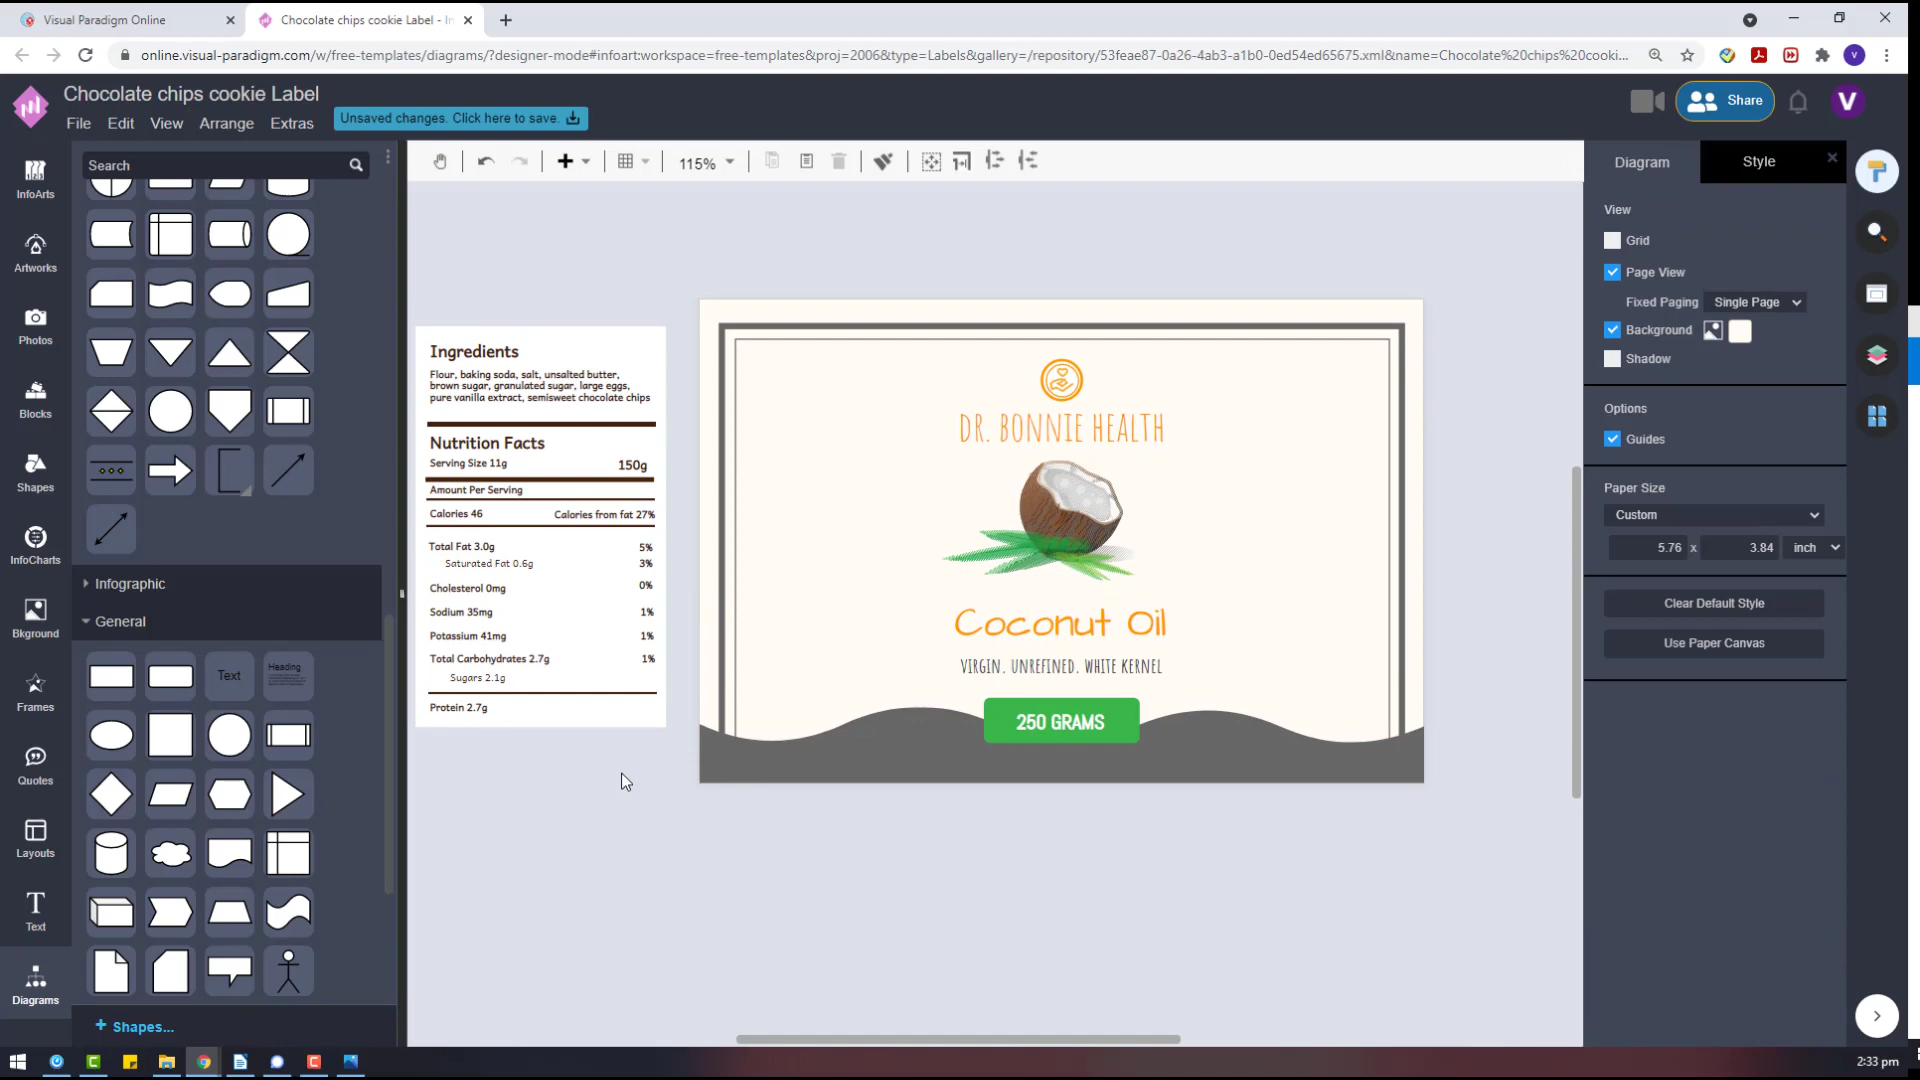 Visual Paradigm Online
Chocolate chips cookie Label - In
online.visual-paradigm.com/w/free-templates/diagrams/?designer-mode#infoart:workspace=free-templates&proj=2006&type=Labels&gallery=/repository/53feae87-0a26-4ab3-a1b0-0ed54ed65675.xml&name=Chocolate%20chips%20cooki...
V
Chocolate chips cookie Label
File Edit View Arrange Extras
Unsaved changes. Click here to save.
Share
V
Search
115%
Diagram
Style
InfoArts
Artworks
Photos
Blocks
Shapes
InfoCharts
Bkground
Frames
Quotes
Layouts
Text
Diagrams
Infographic
General
Text
Heading
+ Shapes...
Ingredients
Flour, baking soda, salt, unsalted butter,
brown sugar, granulated sugar, large eggs,
pure vanilla extract, semisweet chocolate chips
Nutrition Facts
Serving Size 11g 150g
Amount Per Serving
Calories 46 Calories from fat 27%
Total Fat 3.0g 5%
Saturated Fat 0.6g 3%
Cholesterol 0mg 0%
Sodium 35mg 1%
Potassium 41mg 1%
Total Carbohydrates 2.7g 1%
Sugars 2.1g
Protein 2.7g
DR. BONNIE HEALTH
Coconut Oil
VIRGIN. UNREFINED. WHITE KERNEL
250 GRAMS
View
Grid
Page View
Fixed Paging Single Page
Background
Shadow
Options
Guides
Paper Size
Custom
5.76 x 3.84 inch
Clear Default Style
Use Paper Canvas
2:33 pm